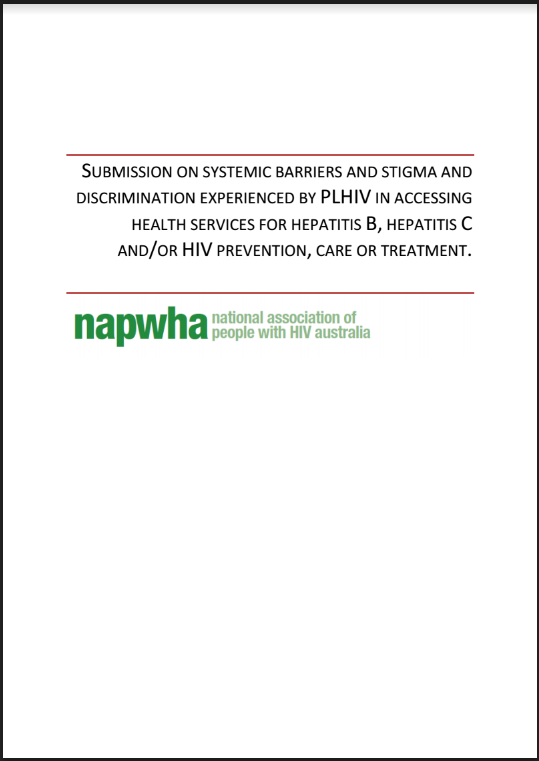 SUBMISSION ON SYSTEMIC BARRIERS AND STIGMA AND
DISCRIMINATION EXPERIENCED BY PLHIV IN ACCESSING
HEALTH SERVICES FOR HEPATITIS B, HEPATITIS C
AND/OR HIV PREVENTION, CARE OR TREATMENT.
napwha national association of
people with HIV australia